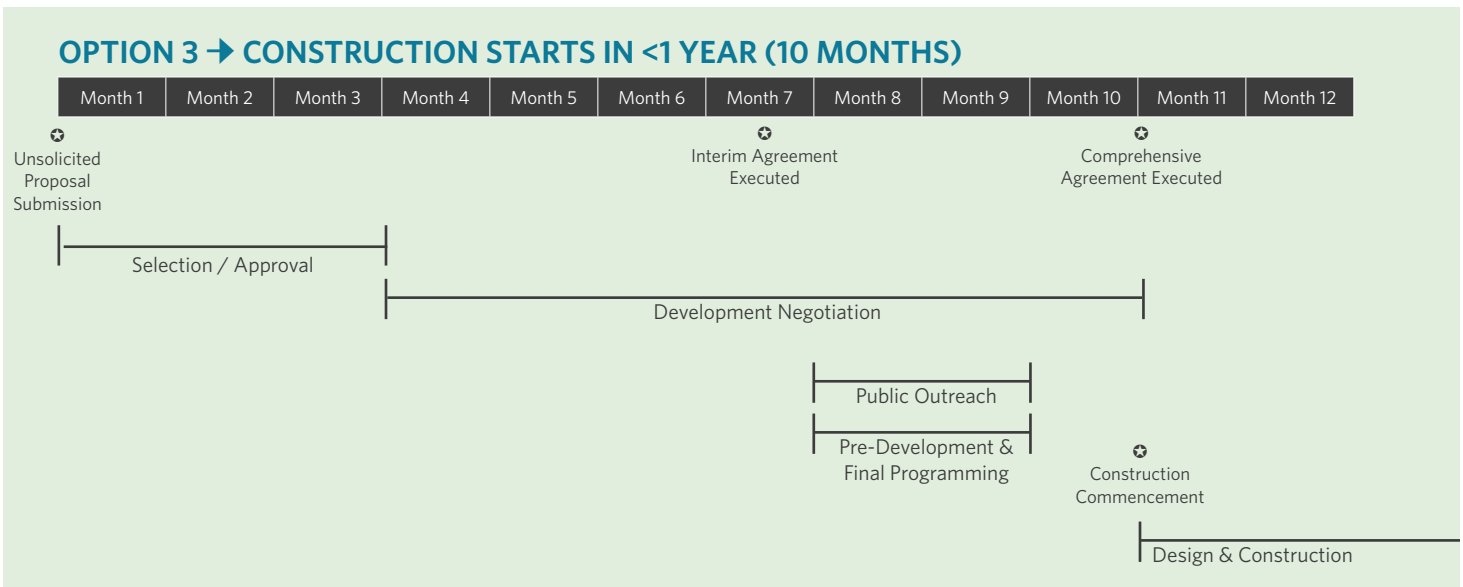 OPTION 3 → CONSTRUCTION STARTS IN <1 YEAR (10 MONTHS)
Month 1 Month 2 Month 3 Month 4 Month 5 Month 6 Month 7 Month 8 Month 9 Month 10 Month 11 Month 12
Unsolicited
Proposal
Submission
Interim Agreement
Executed
Comprehensive
Agreement Executed
Selection / Approval
Development Negotiation
Public Outreach
Pre-Development &
Final Programming
Construction
Commencement
Design & Construction